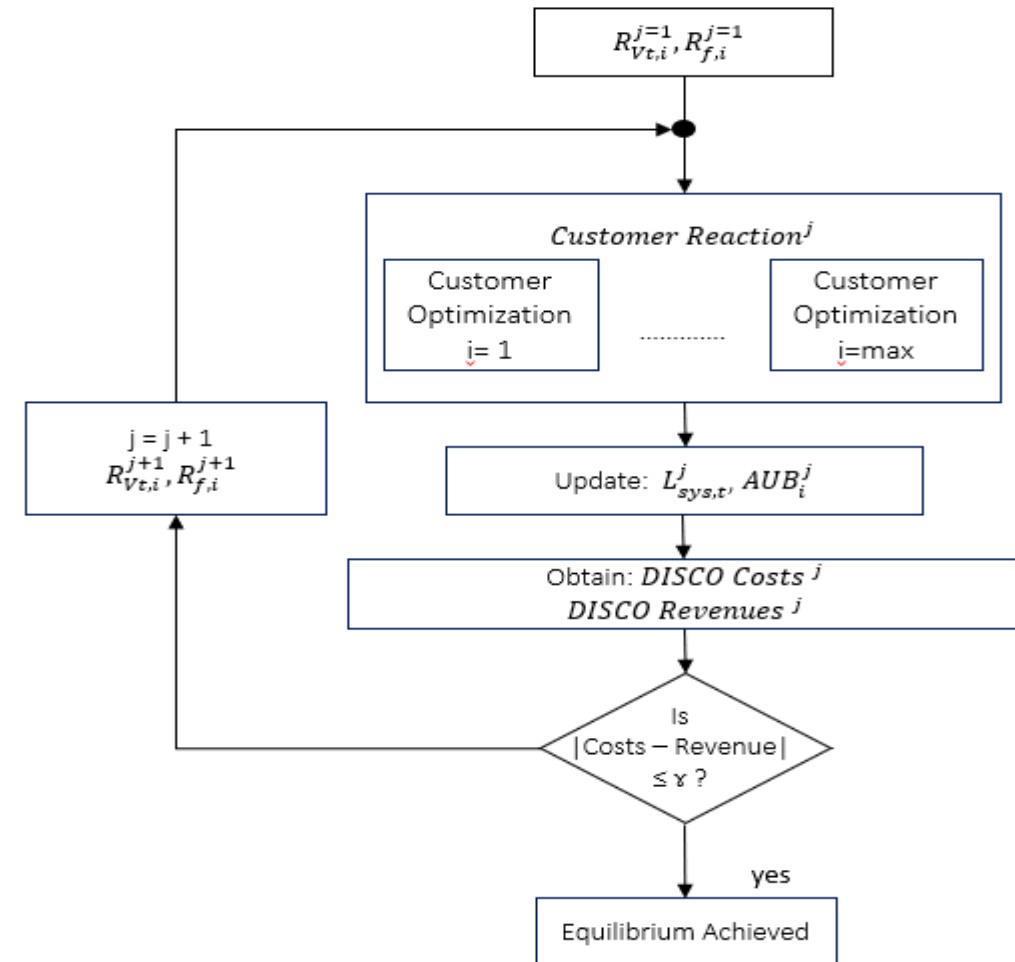 R_{Vt,i}^{j=1}, R_{f,i}^{j=1}
Customer Reaction^j
Customer
Optimization
i= 1
..............
Customer
Optimization
i=max
j = j + 1
R_{Vt,i}^{j+1}, R_{f,i}^{j+1}
Update: L_{sys,t}^j, AUB_i^j
Obtain: DISCO Costs ^j
DISCO Revenues ^j
Is
|Costs – Revenue|
≤ ɤ ?
yes
Equilibrium Achieved